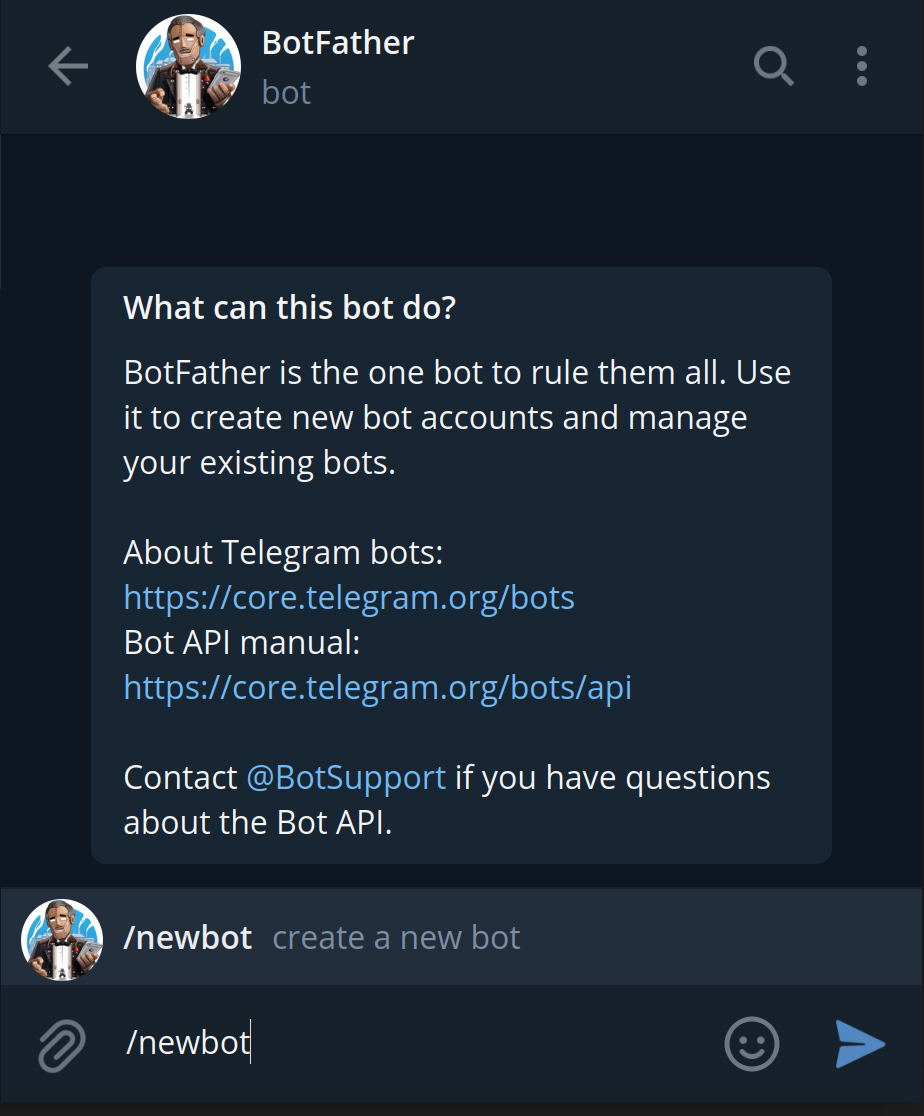 BotFather
bot
What can this bot do?
BotFather is the one bot to rule them all. Use
it to create new bot accounts and manage
your existing bots.
About Telegram bots:
https://core.telegram.org/bots
Bot API manual:
https://core.telegram.org/bots/api
Contact @BotSupport if you have questions
about the Bot API.
/newbot create a new bot
/newbot